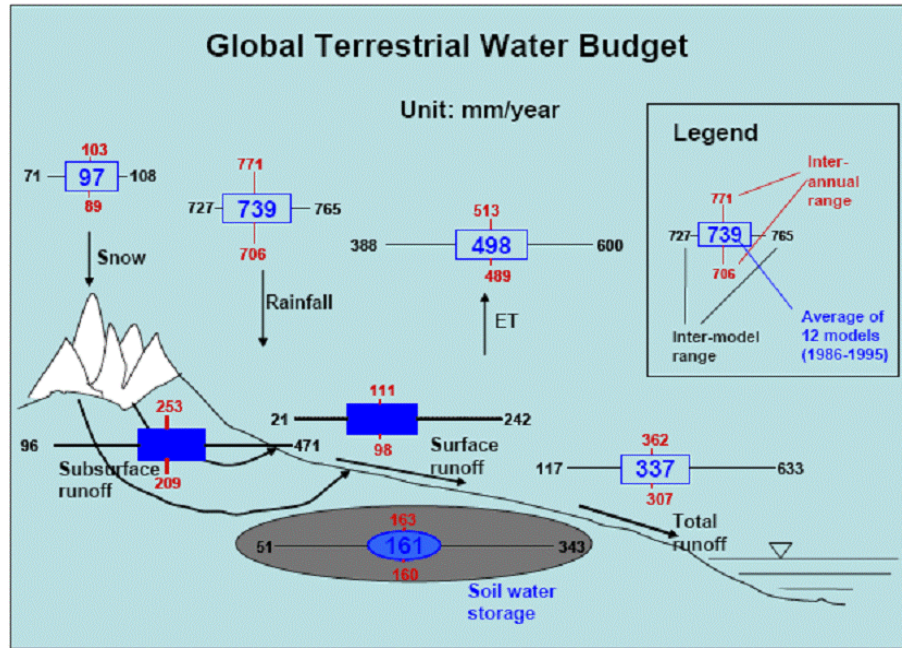 Global Terrestrial Water Budget
Unit: mm/year
103
71 97 108
89
Snow
771
727 739 765
706
Rainfall
513
388 498 600
489
ET
Legend
Inter-
annual
range
771
727 739 765
706
Inter-model
range
Average of
12 models
(1986-1995)
253
96 471
209
Subsurface
runoff
111
21 242
98
Surface
runoff
362
117 337 633
307
Total
runoff
163
51 161 343
160
Soil water
storage